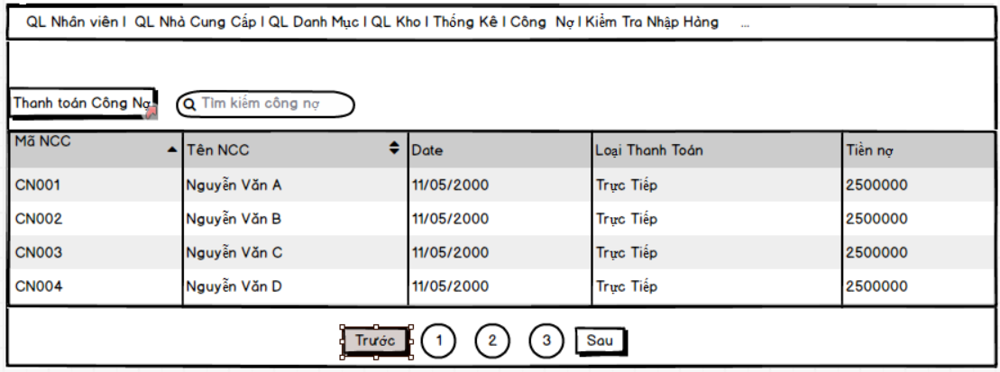 QL Nhân viên I QL Nhà Cung Cấp I QL Danh Mục I QL Kho I Thống Kê I Công Nợ I Kiểm Tra Nhập Hàng ...
Thanh toán Công Nợ Tìm kiếm công nợ
Mã NCC Tên NCC Date Loại Thanh Toán Tiền nợ
CN001 Nguyễn Văn A 11/05/2000 Trực Tiếp 2500000
CN002 Nguyễn Văn B 11/05/2000 Trực Tiếp 2500000
CN003 Nguyễn Văn C 11/05/2000 Trực Tiếp 2500000
CN004 Nguyễn Văn D 11/05/2000 Trực Tiếp 2500000
Trước 1 2 3 Sau